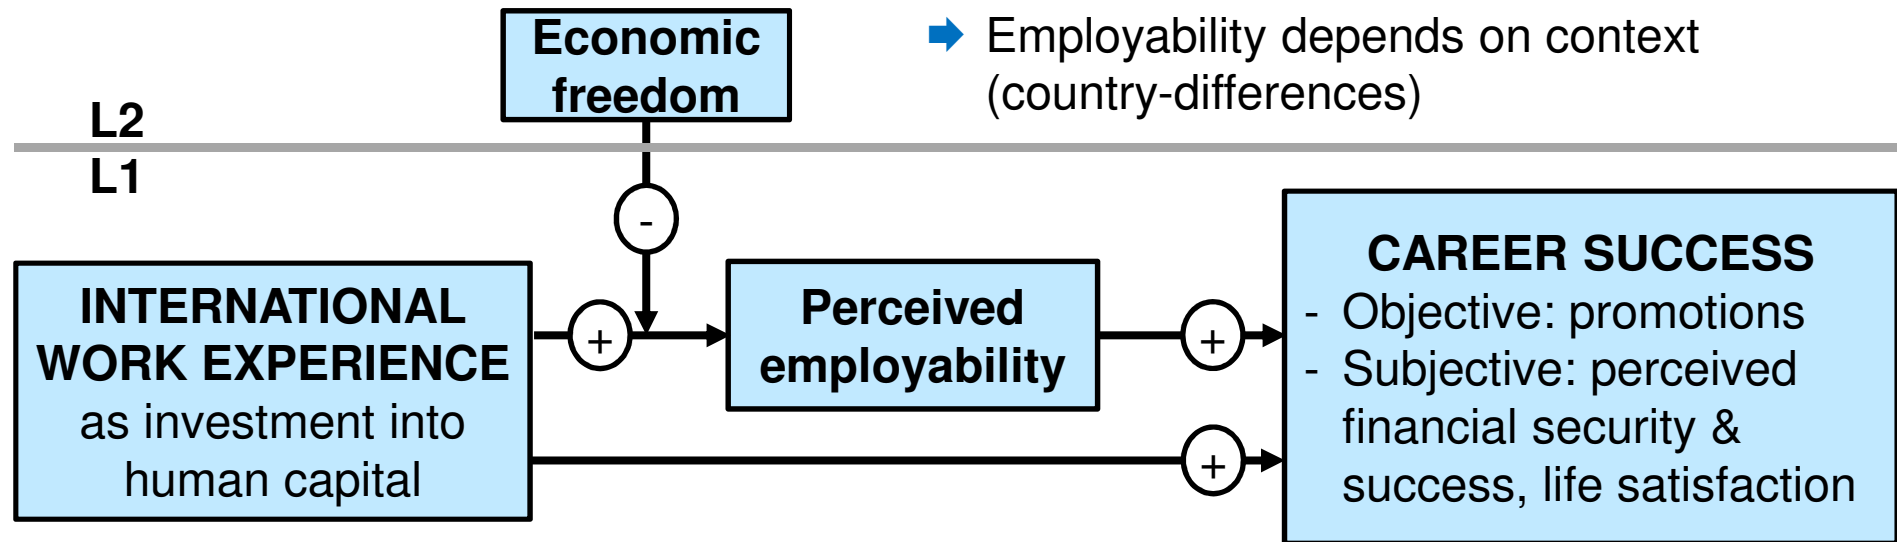 Economic
freedom
Employability depends on context
(country-differences)
L2
L1
-
INTERNATIONAL
WORK EXPERIENCE
as investment into
human capital
+
Perceived
employability
+
+
CAREER SUCCESS
- Objective: promotions
- Subjective: perceived
financial security &
success, life satisfaction